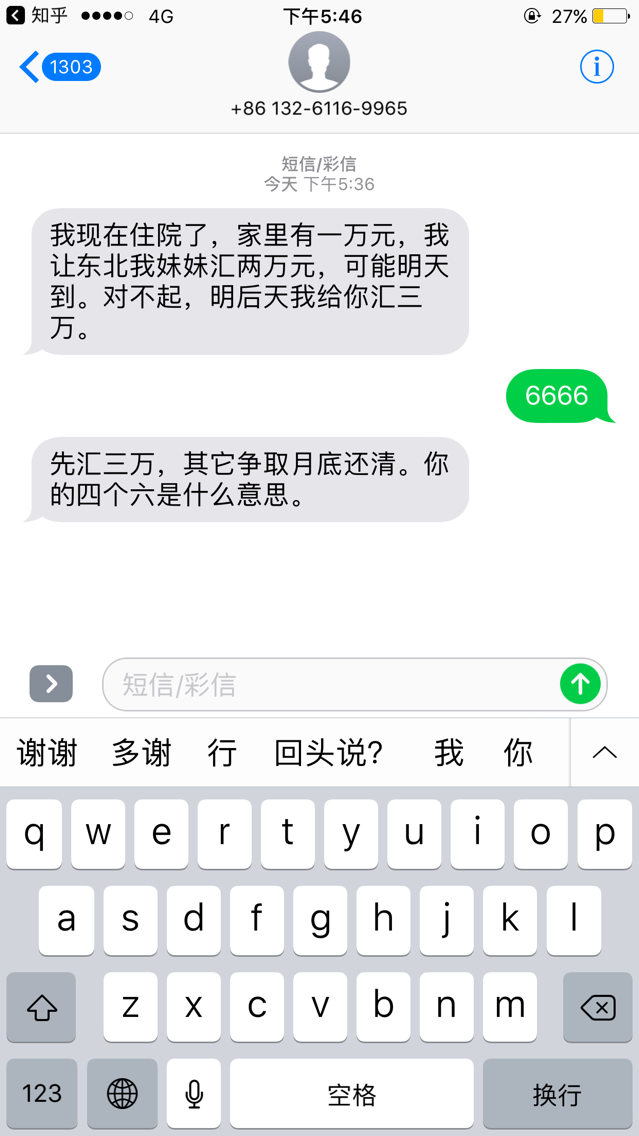 知乎 4G 下午5:46 27%
1303
+86 132-6116-9965
短信/彩信
今天 下午5:36
我现在住院了，家里有一万元，我
让东北我妹妹汇两万元，可能明天
到。对不起，明后天我给你汇三
万。
6666
先汇三万，其它争取月底还清。你
的四个六是什么意思。
短信/彩信
谢谢 多谢 行 回头说? 我 你
q w e r t y u i o p
a s d f g h j k l
z x c v b n m
123 空格 换行